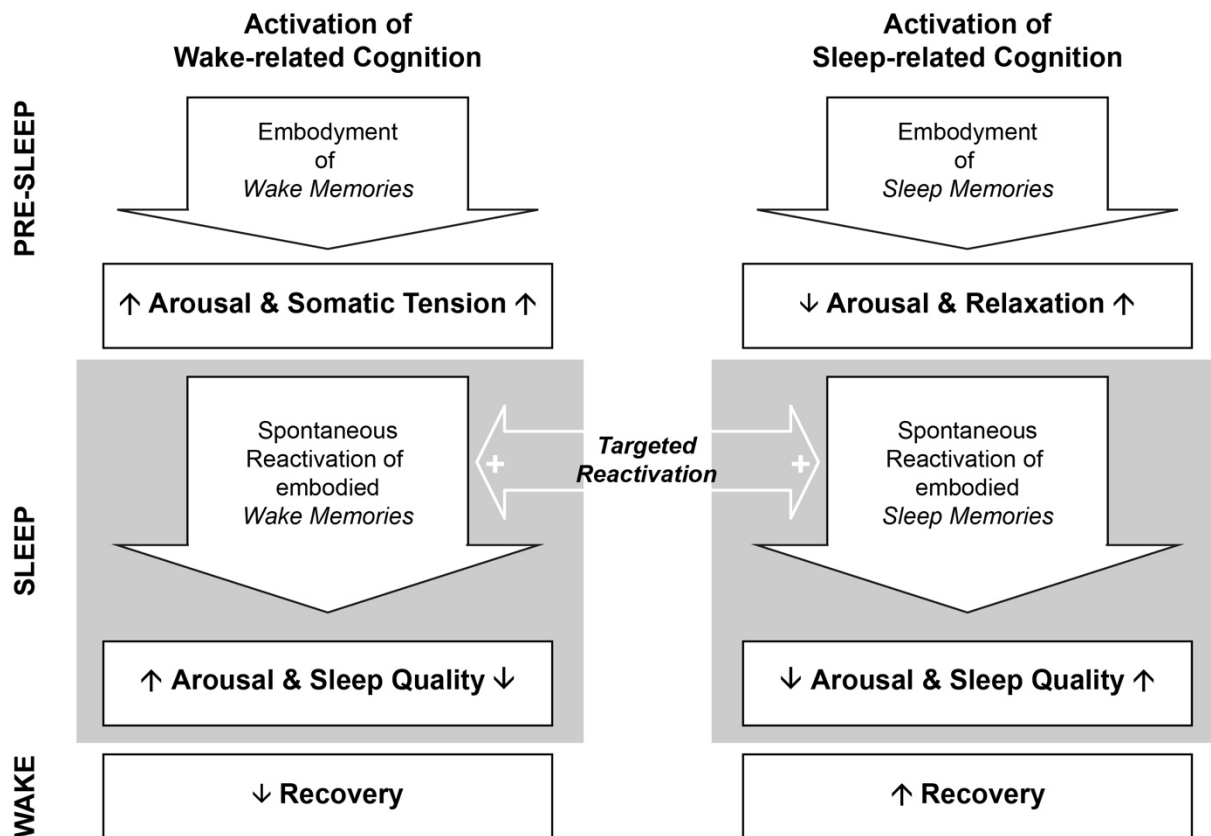 Activation of
Wake-related Cognition
Activation of
Sleep-related Cognition
PRE-SLEEP
Embodyment
of
Wake Memories
Embodyment
of
Sleep Memories
↑ Arousal & Somatic Tension ↑
↓ Arousal & Relaxation ↑
SLEEP
Spontaneous
Reactivation of
embodied
Wake Memories
+
Targeted
Reactivation
+
Spontaneous
Reactivation of
embodied
Sleep Memories
↑ Arousal & Sleep Quality ↓
↓ Arousal & Sleep Quality ↑
WAKE
↓ Recovery
↑ Recovery